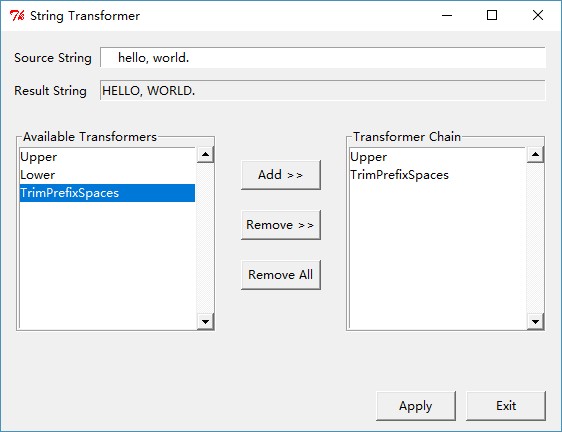 String Transformer
Source String hello, world.
Result String HELLO, WORLD.
Available Transformers
Upper
Lower
TrimPrefixSpaces
Add >>
Remove >>
Remove All
Transformer Chain
Upper
TrimPrefixSpaces
Apply
Exit